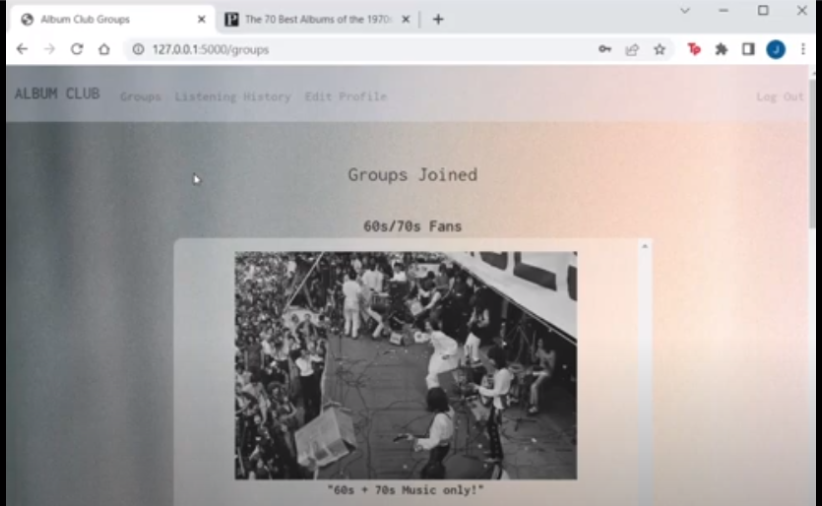 Album Club Groups
The 70 Best Albums of the 1970
127.0.0.1:5000/groups
J
ALBUM CLUB Groups Listening History Edit Profile Log Out
Groups Joined
60s/70s Fans
"60s + 70s Music only!"